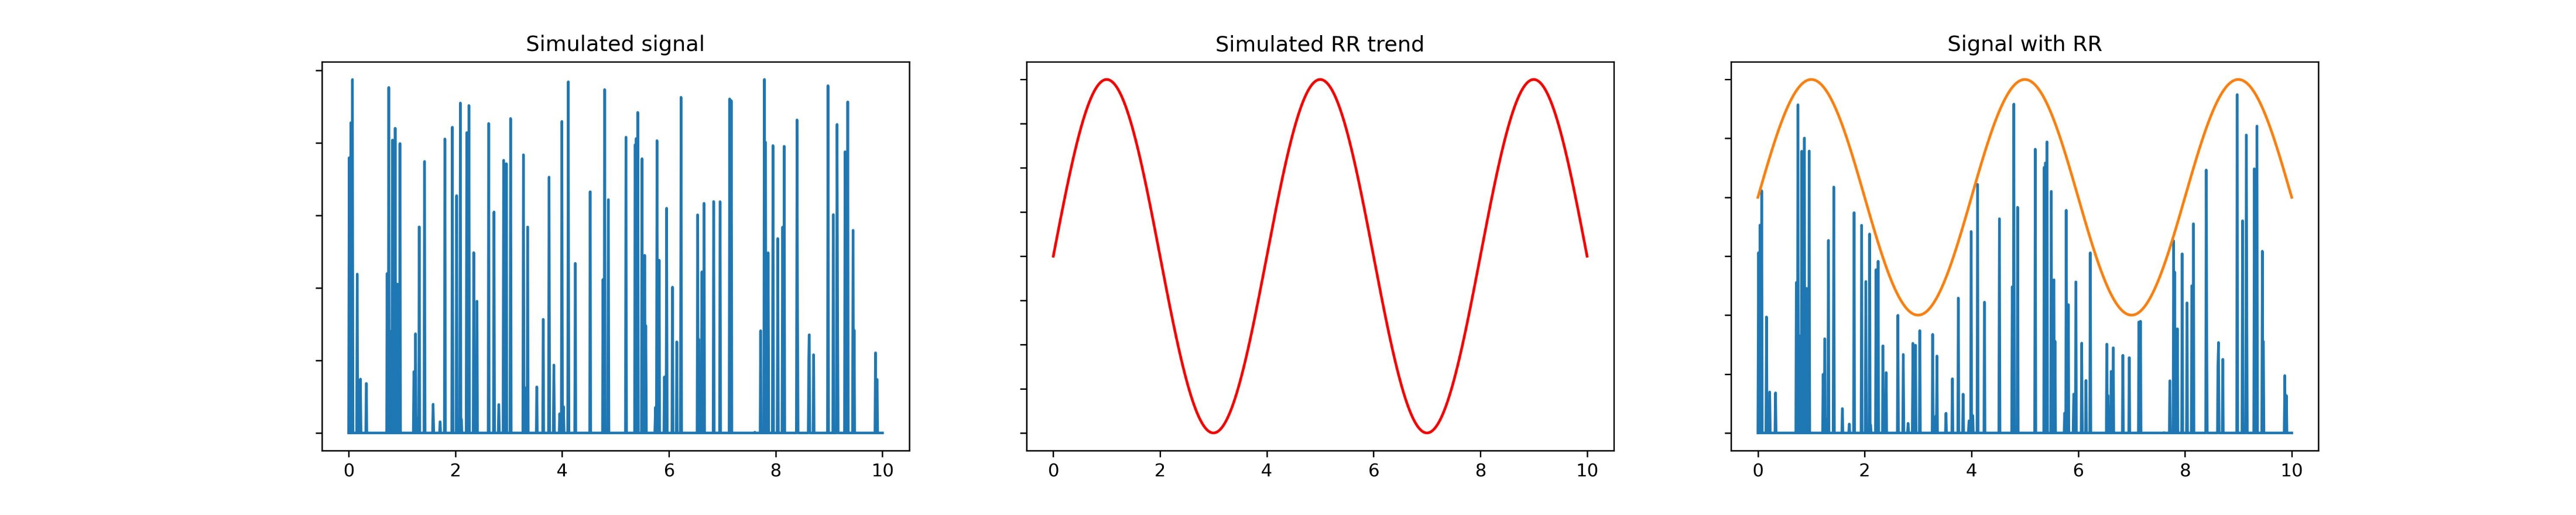 Simulated signal
Simulated RR trend
Signal with RR
0 2 4 6 8 10
0 2 4 6 8 10
0 2 4 6 8 10